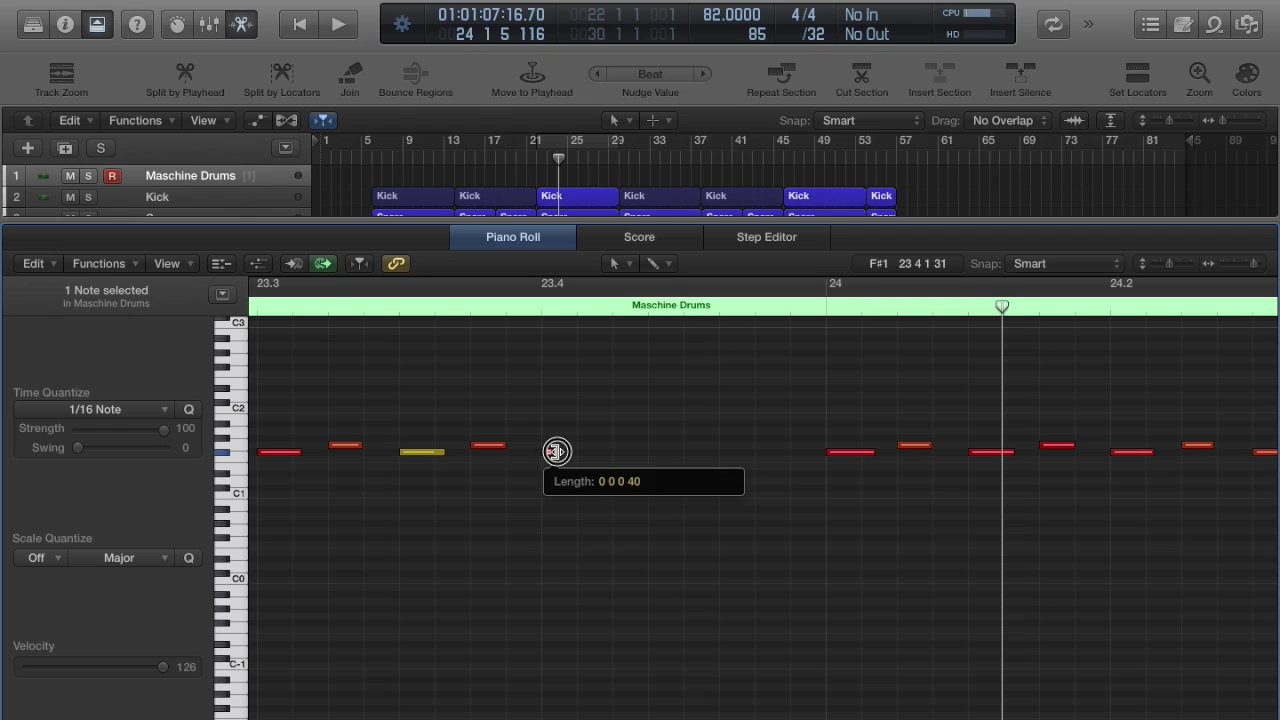 01:01:07:16.70
24 1 5 116
0022 1 1 001
0030 1 1 001
82.0000
85
4/4
/32
No In
No Out
CPU
HD
Track Zoom
Split by Playhead
Split by Locators
Join
Bounce Regions
Move to Playhead
Beat
Nudge Value
Repeat Section
Cut Section
Insert Section
Insert Silence
Set Locators
Zoom
Colors
Edit
Functions
View
Snap: Smart
Drag: No Overlap
S
1 5 9 13 17 21 25 29 33 37 41 45 49 53 57 61 65 69 73 77 81 85 89
1 M S R Maschine Drums [1]
2 M S Kick
Kick Kick Kick Kick Kick Kick Kick
Piano Roll
Score
Step Editor
Edit
Functions
View
F#1 23 4 1 31
Snap: Smart
1 Note selected
in Maschine Drums
23.3 23.4 24 24.2
Maschine Drums
C3
C2
C1
C0
C-1
Time Quantize
1/16 Note Q
Strength 100
Swing 0
Length: 0 0 0 40
Scale Quantize
Off Major Q
Velocity
126